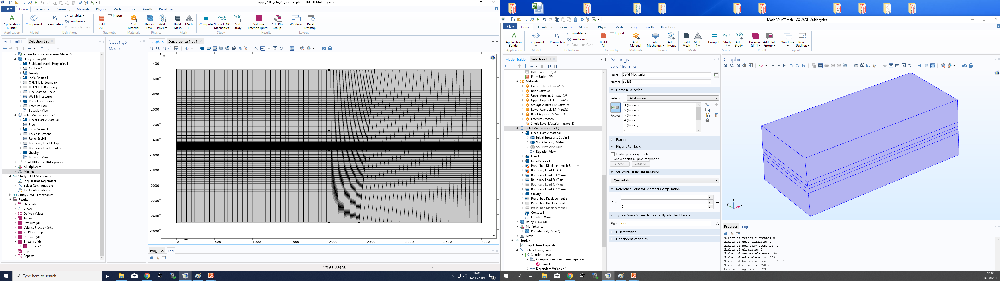 Cappa_2011_v14_2D_gplus.mph - COMSOL Multiphysics
File Home Definitions Geometry Materials Physics Mesh Study Results Developer
Application Builder
Component
Parameters
a= Variables
f(x) Functions
Pi Parameter Case
Build All
Import
Add Material
Darcy's Law
Add Physics
Build Mesh
Mesh 1
Compute
Study 1: NO Mechanics
Add Study
Volume Fraction (phtr)
Add Plot Group
Windows
Reset Desktop
Application Model Definitions Geometry Materials Physics Mesh Study Results Layout
Model Builder Selection List
Phase Transport in Porous Media (phtr)
Darcy's Law (dl)
Fluid and Matrix Properties 1
No Flow 1
Gravity 1
Initial Values 1
OPEN RHS Boundary
OPEN LHS Boundary
Line Mass Source 2
Well 1: Presssure
Poroelastic Storage 1
Fracture Flow 1
Equation View
Solid Mechanics (solid)
Linear Elastic Material 1
Free 1
Initial Values 1
Roller 1: Bottom
Roller 2: LHS
Boundary Load 1: Top
Boundary Load 2: Sides
Gravity 1
Equation View
Point ODEs and DAEs (pode)
Multiphysics
Meshes
Study 1: NO Mechanics
Step 1: Time Dependent
Solver Configurations
Job Configurations
Study 2: WITH Mechanics
Results
Data Sets
Views
Derived Values
Tables
Pressure (dl)
Volume Fraction (phtr)
2D Plot Group 3
Pressure (dl) 1
Stress (solid)
Surface 1
Export
Reports
Settings
Meshes
Graphics Convergence Plot 1
m
-400
-600
-800
-1000
-1200
-1400
-1600
-1800
-2000
-2200
-2400
-2600
0 500 1000 1500 2000 2500 3000 3500 4000
m
Progress Log
1.76 GB | 2.36 GB
Type here to search
16:08
14/08/2019
2
Model3D_v07.mph - COMSOL Multiphysics
File Home Definitions Geometry Materials Physics Mesh Study Results Developer
Application Builder
Component
Parameters
a= Variables
f(x) Functions
Pi Parameter Case
Build All
Import
Add Material
Solid Mechanics
Add Physics
Build Mesh
Mesh 1
Compute
Study 4
Add Study
Pressure (dl) 1
Add Plot Group
Windows
Reset Desktop
Application Model Definitions Geometry Materials Physics Mesh Study Results Layout
Model Builder Selection List
Difference 3 (dif3)
Form Union (fin)
Materials
Carbon dioxide (mat17)
Brine (mat18)
Upper Aquifer: L1 (mat19)
Upper Caprock: L2 (mat20)
Storage Aquifer: L3 (mat21)
Lower Caprock: L4 (mat22)
Basal Aquifer: L5 (mat23)
Fracture (mat24)
Single Layer Material 1 (slmat3)
Solid Mechanics (solid3)
Linear Elastic Material 1
Initial Stress and Strain 1
Soil Plasticity: Matrix
Soil Plasticity: Fault
Equation View
Free 1
Initial Values 1
Prescribed Displacement 1: Bottom
Boundary Load 1: TOP
Boundary Load 2: XMinus
Boundary Load 3: XPlus
Boundary Load 4: YPlus
Boundary Load 4: YMinus
Gravity 1
Prescribed Displacement 2
Prescribed Displacement 3
Prescribed Displacement 4
Contact 1
Equation View
Darcy's Law (dl3)
Multiphysics
Poroelasticity (poro3)
Mesh 1
Study 4
Step 1: Time Dependent
Solver Configurations
Solution 1 (sol1)
Compile Equations: Time Dependent
Error 1
Dependent Variables 1
Settings
Solid Mechanics
Label: Solid Mechanics
Name: solid3
Domain Selection
Selection: All domains
Active
1 (hidden)
2 (hidden)
3 (hidden)
4 (hidden)
5 (hidden)
6
Equation
Physics Symbols
Enable physics symbols
Show or hide all physics symbols
Select All Clear All
Structural Transient Behavior
Quasi-static
Reference Point for Moment Computation
xref
0 x
0 y
0 z
m
Typical Wave Speed for Perfectly Matched Layers
cref solid.cp m/s
Discretization
Dependent Variables
Graphics
z
y
x
Progress Log
Number of vertex elements: 0
Number of edge elements: 0
Number of boundary elements: 0
Number of elements: 0
Number of vertex elements: 38
Number of edge elements: 683
Number of boundary elements: 8892
Number of elements: 27877
Free meshing time: 0.29s
16:08
14/08/2019